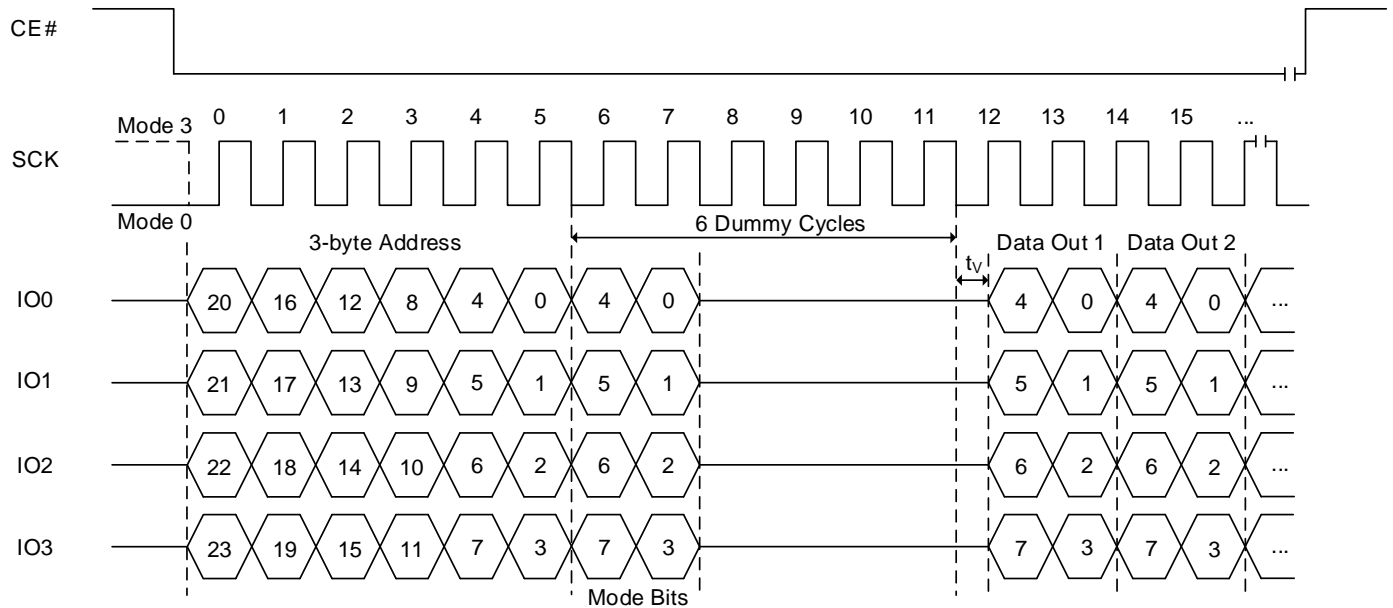 CE#
Mode 3 0 1 2 3 4 5 6 7 8 9 10 11 12 13 14 15 ...
SCK
Mode 0
6 Dummy Cycles
3-byte Address Data Out 1 Data Out 2
tV
IO0 20 16 12 8 4 0 4 0 4 0 4 0 ...
IO1 21 17 13 9 5 1 5 1 5 1 5 1 ...
IO2 22 18 14 10 6 2 6 2 6 2 6 2 ...
IO3 23 19 15 11 7 3 7 3 7 3 7 3 ...
Mode Bits